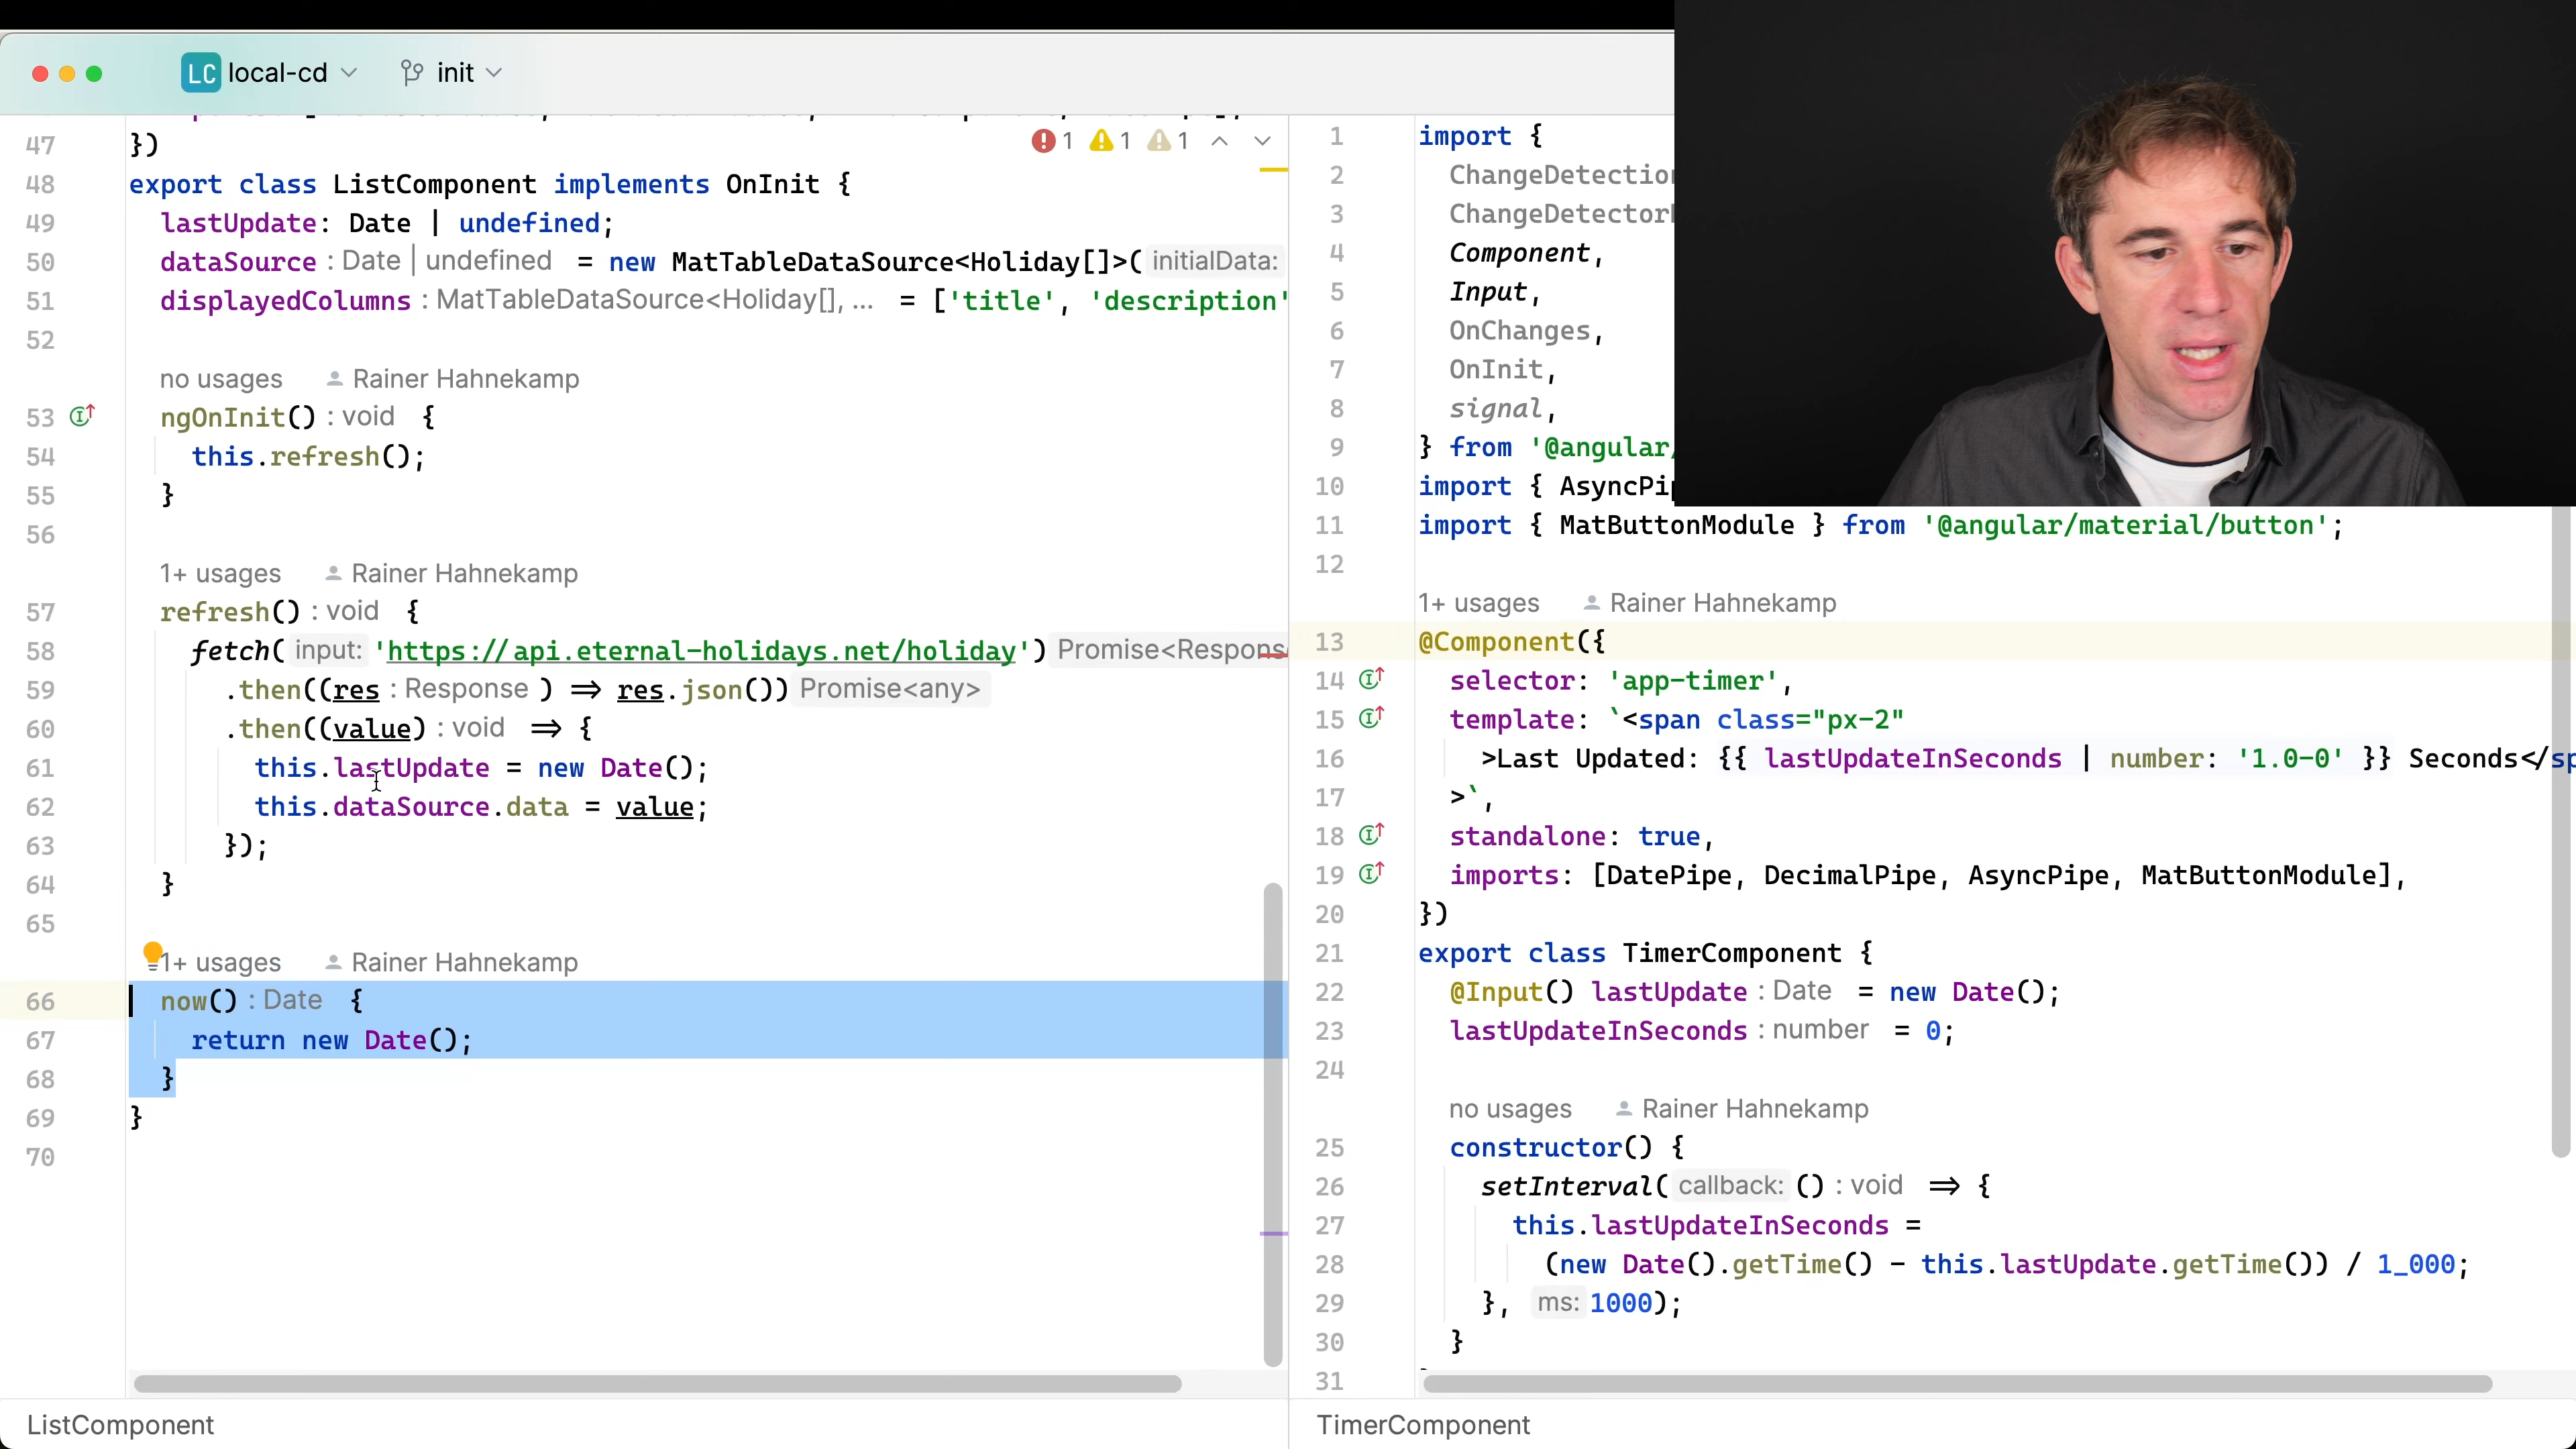 LC local-cd init
47 })
1 1 1
48 export class ListComponent implements OnInit {
49 lastUpdate: Date | undefined;
50 dataSource : Date | undefined = new MatTableDataSource<Holiday[]>( initialData:
51 displayedColumns : MatTableDataSource<Holiday[], ... = ['title', 'description'
52
no usages Rainer Hahnekamp
53 ngOnInit() : void {
54 this.refresh();
55 }
56
1+ usages Rainer Hahnekamp
57 refresh() : void {
58 fetch( input: 'https://api.eternal-holidays.net/holiday') Promise<Response
59 .then((res : Response ) => res.json()) Promise<any>
60 .then((value) : void => {
61 this.lastUpdate = new Date();
62 this.dataSource.data = value;
63 });
64 }
65
1+ usages Rainer Hahnekamp
66 now() : Date {
67 return new Date();
68 }
69 }
70
ListComponent
1 import {
2 ChangeDetection
3 ChangeDetector
4 Component,
5 Input,
6 OnChanges,
7 OnInit,
8 signal,
9 } from '@angular/
10 import { AsyncPip
11 import { MatButtonModule } from '@angular/material/button';
12
1+ usages Rainer Hahnekamp
13 @Component({
14 selector: 'app-timer',
15 template: `<span class="px-2"
16 >Last Updated: {{ lastUpdateInSeconds | number: '1.0-0' }} Seconds</sp
17 >`,
18 standalone: true,
19 imports: [DatePipe, DecimalPipe, AsyncPipe, MatButtonModule],
20 })
21 export class TimerComponent {
22 @Input() lastUpdate : Date = new Date();
23 lastUpdateInSeconds : number = 0;
24
no usages Rainer Hahnekamp
25 constructor() {
26 setInterval( callback: () : void => {
27 this.lastUpdateInSeconds =
28 (new Date().getTime() - this.lastUpdate.getTime()) / 1_000;
29 }, ms: 1000);
30 }
31
TimerComponent